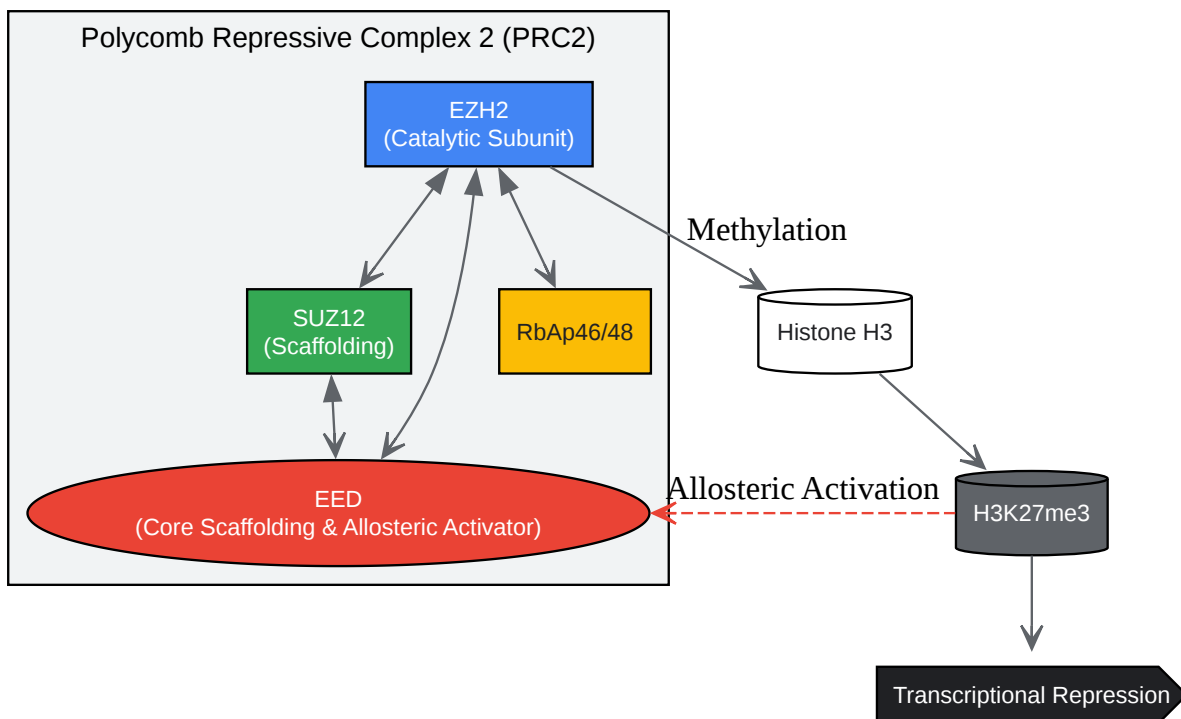 Polycomb Repressive Complex 2 (PRC2)
EZH2
(Catalytic Subunit)
Methylation
SUZ12
(Scaffolding)
RbAp46/48
Histone H3
EED
(Core Scaffolding & Allosteric Activator)
Allosteric Activation
H3K27me3
Transcriptional Repression